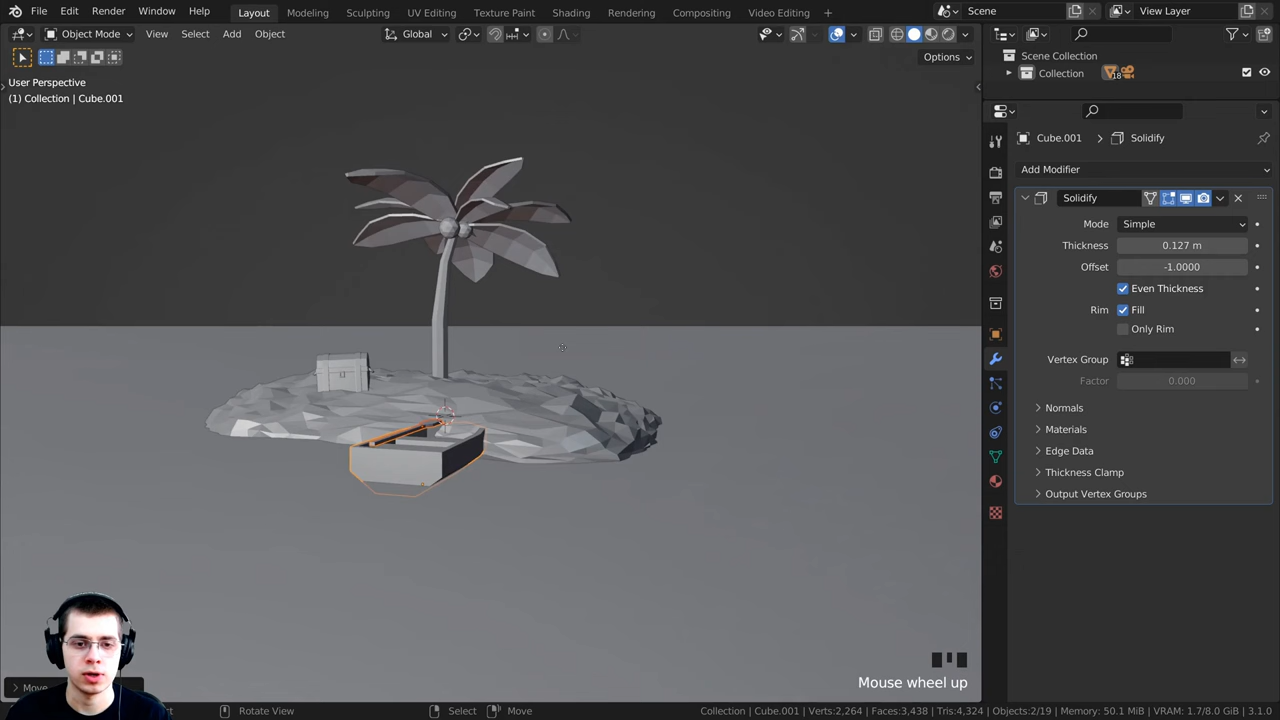 File Edit Render Window Help Layout Modeling Sculpting UV Editing Texture Paint Shading Rendering Compositing Video Editing + Scene View Layer
Object Mode View Select Add Object Global
Options
User Perspective
(1) Collection | Cube.001
Scene Collection
Collection 18
Cube.001 > Solidify
Add Modifier
Solidify
Mode Simple
Thickness 0.127 m
Offset -1.0000
Even Thickness
Rim Fill
Only Rim
Vertex Group
Factor 0.000
Normals
Materials
Edge Data
Thickness Clamp
Output Vertex Groups
Mouse wheel up
Move
Rotate View Select Move Collection | Cube.001 | Verts:2,264 | Faces:3,438 | Tris:4,324 | Objects:2/19 | Memory: 50.1 MiB | VRAM: 1.7/8.0 GiB | 3.1.0